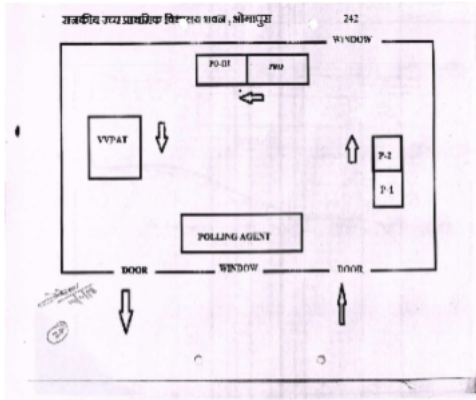 राजकीय उच्च प्राथमिक विद्यालय भवन , भोमापुरा 242
WINDOW
PO-III PRO
VVPAT
P-2
P-1
POLLING AGENT
DOOR WINDOW DOOR